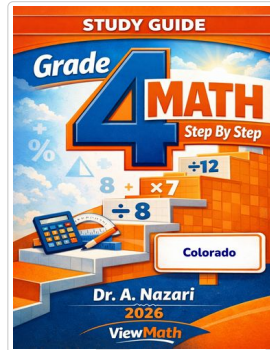 STUDY GUIDE
Grade
4
MATH
Step By Step
÷12
8 + ×7
÷8
%
Colorado
Dr. A. Nazari
2026
ViewMath